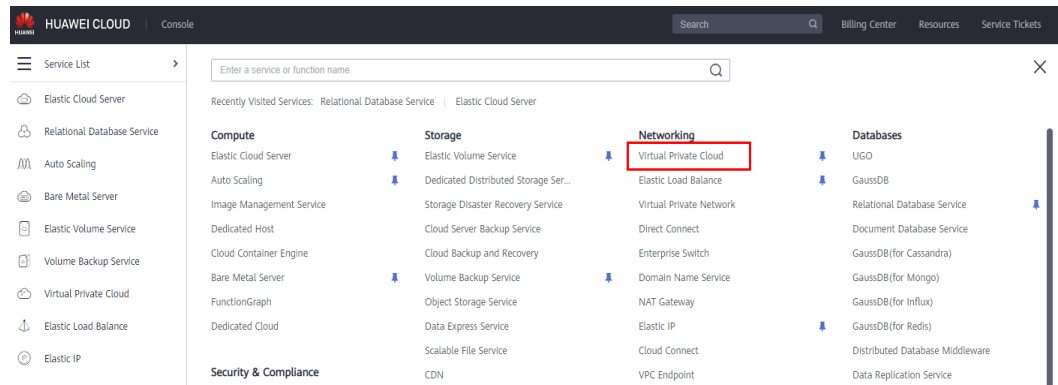 HUAWEI
HUAWEI CLOUD
Console
Search
Billing Center
Resources
Service Tickets
Service List
Elastic Cloud Server
Relational Database Service
Auto Scaling
Bare Metal Server
Elastic Volume Service
Volume Backup Service
Virtual Private Cloud
Elastic Load Balance
Elastic IP
Enter a service or function name.
Recently Visited Services: Relational Database Service | Elastic Cloud Server
Compute
Elastic Cloud Server
Auto Scaling
Image Management Service
Dedicated Host
Cloud Container Engine
Bare Metal Server
FunctionGraph
Dedicated Cloud
Security & Compliance
Storage
Elastic Volume Service
Dedicated Distributed Storage Ser...
Storage Disaster Recovery Service
Cloud Server Backup Service
Cloud Backup and Recovery
Volume Backup Service
Object Storage Service
Data Express Service
Scalable File Service
CDN
Networking
Virtual Private Cloud
Elastic Load Balance
Virtual Private Network
Direct Connect
Enterprise Switch
Domain Name Service
NAT Gateway
Elastic IP
Cloud Connect
VPC Endpoint
Databases
UGO
GaussDB
Relational Database Service
Document Database Service
GaussDB(for Cassandra)
GaussDB(for Mongo)
GaussDB(for Influx)
GaussDB(for Redis)
Distributed Database Middleware
Data Replication Service